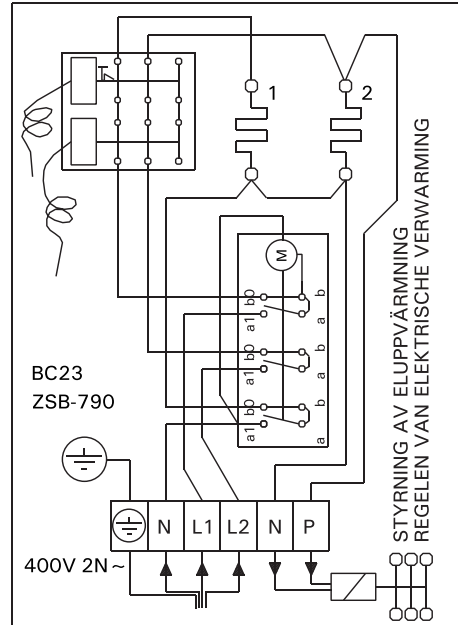 1 2
M
b0 b
a1 a
b0 b
a1 a
b0 b
a1 a
BC23
ZSB-790
STYRNING AV ELUPPVÄRMNING
REGELEN VAN ELEKTRISCHE VERWARMING
N L1 L2 N P
400V 2N~